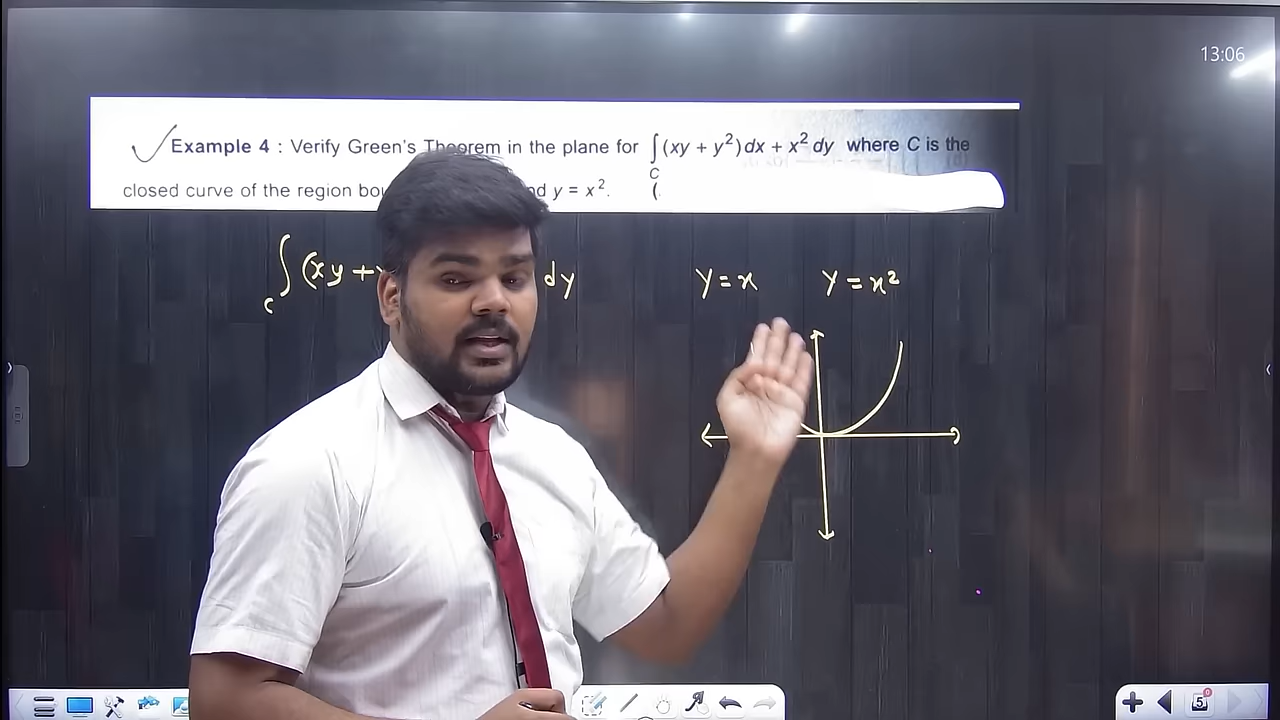 13:06
Example 4 : Verify Green's Theorem in the plane for ∫(xy + y²) dx + x² dy where C is the
C
closed curve of the region nd y = x². (
∫ (xy + dy y = x y = x²
c
5
0